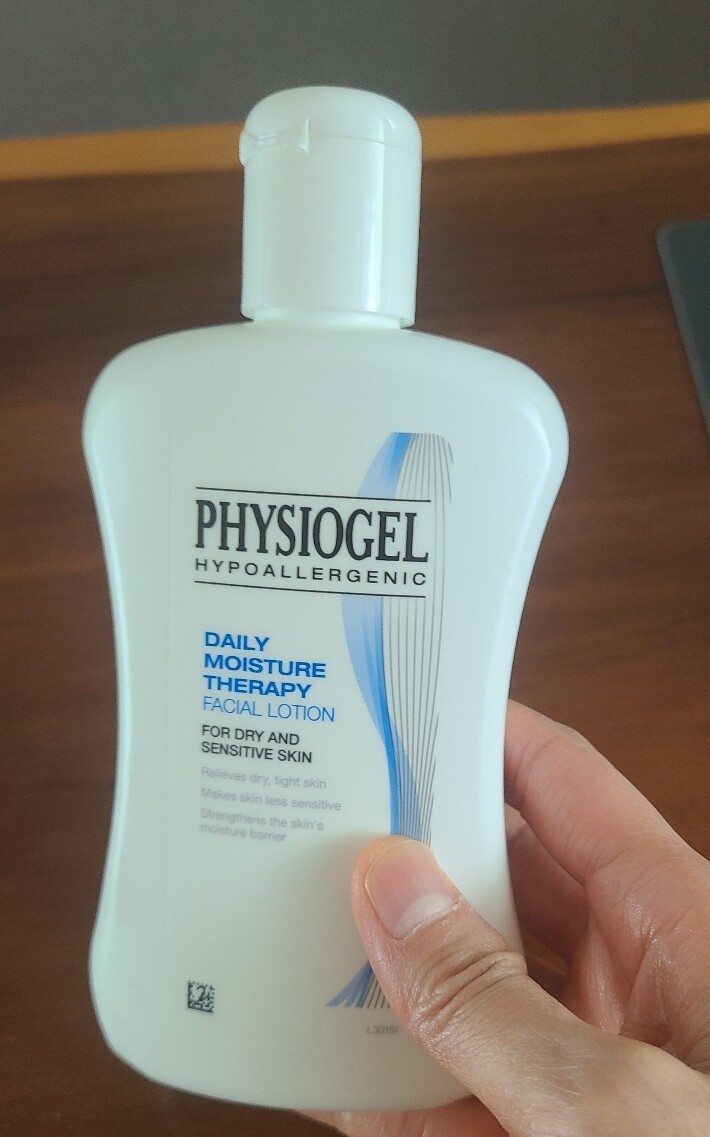 PHYSIOGEL
HYPOALLERGENIC
DAILY
MOISTURE
THERAPY
FACIAL LOTION
FOR DRY AND
SENSITIVE SKIN
Relieves dry, tight skin
Makes skin less sensitive
Strengthens the skin's
moisture barrier
L30151